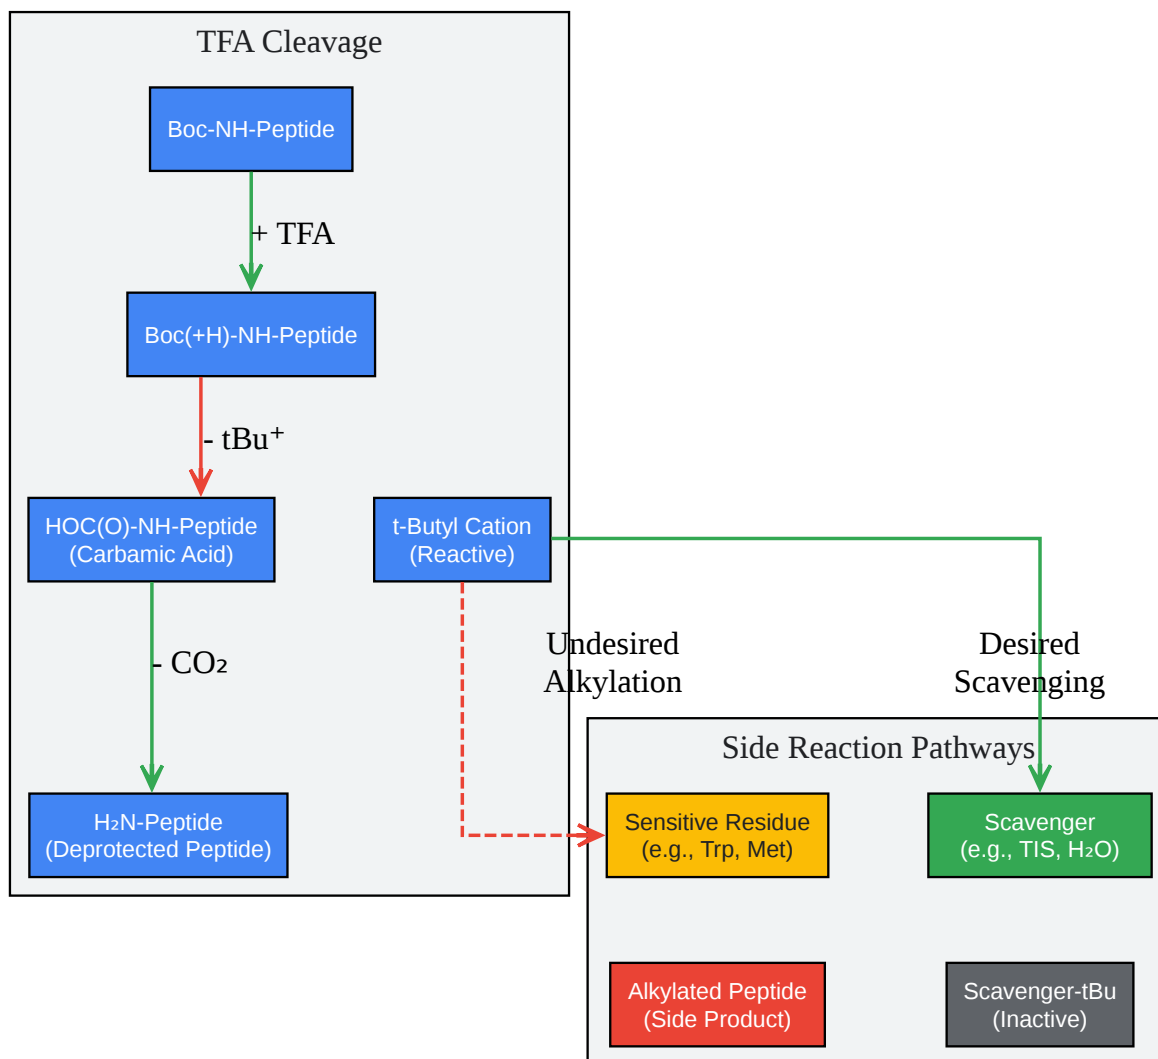 TFA Cleavage
Boc-NH-Peptide
+ TFA
Boc(+H)-NH-Peptide
- tBu⁺
HOC(O)-NH-Peptide
(Carbamic Acid)
t-Butyl Cation
(Reactive)
- CO₂
Undesired
Alkylation
Desired
Scavenging
H₂N-Peptide
(Deprotected Peptide)
Side Reaction Pathways
Sensitive Residue
(e.g., Trp, Met)
Scavenger
(e.g., TIS, H₂O)
Alkylated Peptide
(Side Product)
Scavenger-tBu
(Inactive)